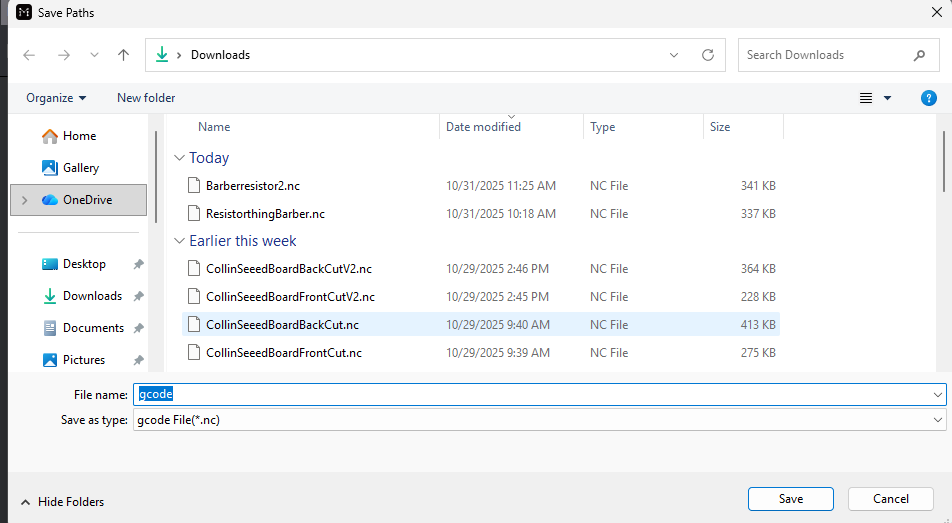 Save Paths
Downloads
Search Downloads
Organize
New folder
Home
Gallery
OneDrive
Desktop
Downloads
Documents
Pictures
Name Date modified Type Size
Today
Barberresistor2.nc 10/31/2025 11:25 AM NC File 341 KB
ResistorthingBarber.nc 10/31/2025 10:18 AM NC File 337 KB
Earlier this week
CollinSeeedBoardBackCutV2.nc 10/29/2025 2:46 PM NC File 364 KB
CollinSeeedBoardFrontCutV2.nc 10/29/2025 2:45 PM NC File 228 KB
CollinSeeedBoardBackCut.nc 10/29/2025 9:40 AM NC File 413 KB
CollinSeeedBoardFrontCut.nc 10/29/2025 9:39 AM NC File 275 KB
File name: gcode
Save as type: gcode File(*.nc)
Hide Folders
Save
Cancel